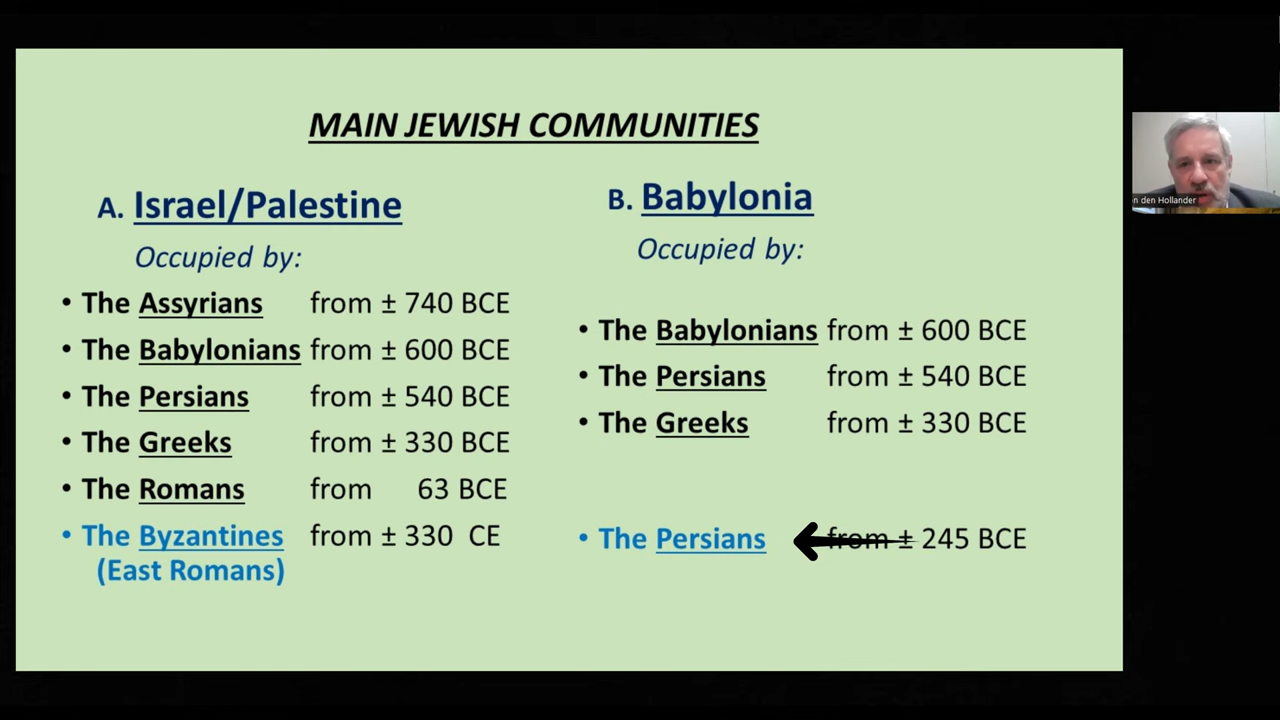 MAIN JEWISH COMMUNITIES
A. Israel/Palestine
Occupied by:
• The Assyrians from ± 740 BCE
• The Babylonians from ± 600 BCE
• The Persians from ± 540 BCE
• The Greeks from ± 330 BCE
• The Romans from 63 BCE
• The Byzantines from ± 330 CE
(East Romans)
B. Babylonia
Occupied by:
• The Babylonians from ± 600 BCE
• The Persians from ± 540 BCE
• The Greeks from ± 330 BCE
• The Persians from ± 245 BCE
den Hollander